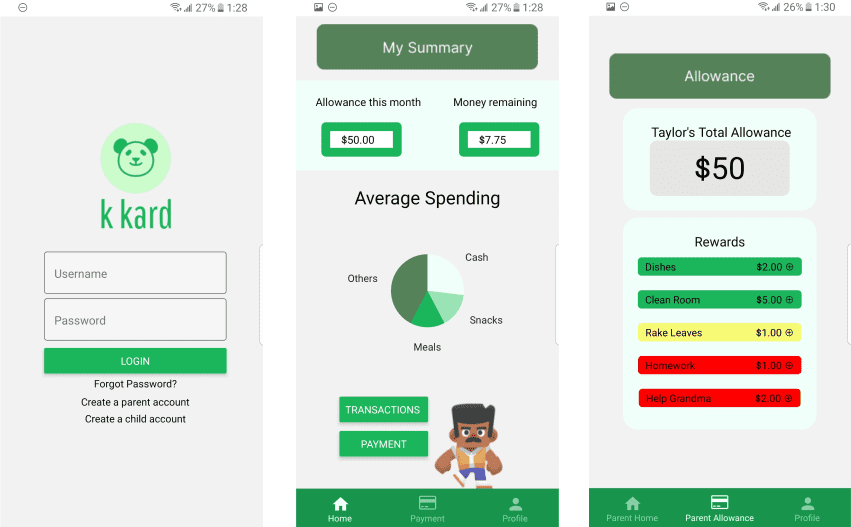 27% 1:28
k kard
Username
Password
LOGIN
Forgot Password?
Create a parent account
Create a child account
27% 1:28
My Summary
Allowance this month
Money remaining
$50.00
$7.75
Average Spending
Cash
Others
Snacks
Meals
TRANSACTIONS
PAYMENT
Home
Payment
Profile
26% 1:30
Allowance
Taylor's Total Allowance
$50
Rewards
Dishes $2.00
Clean Room $5.00
Rake Leaves $1.00
Homework $1.00
Help Grandma $2.00
Parent Home
Parent Allowance
Profile